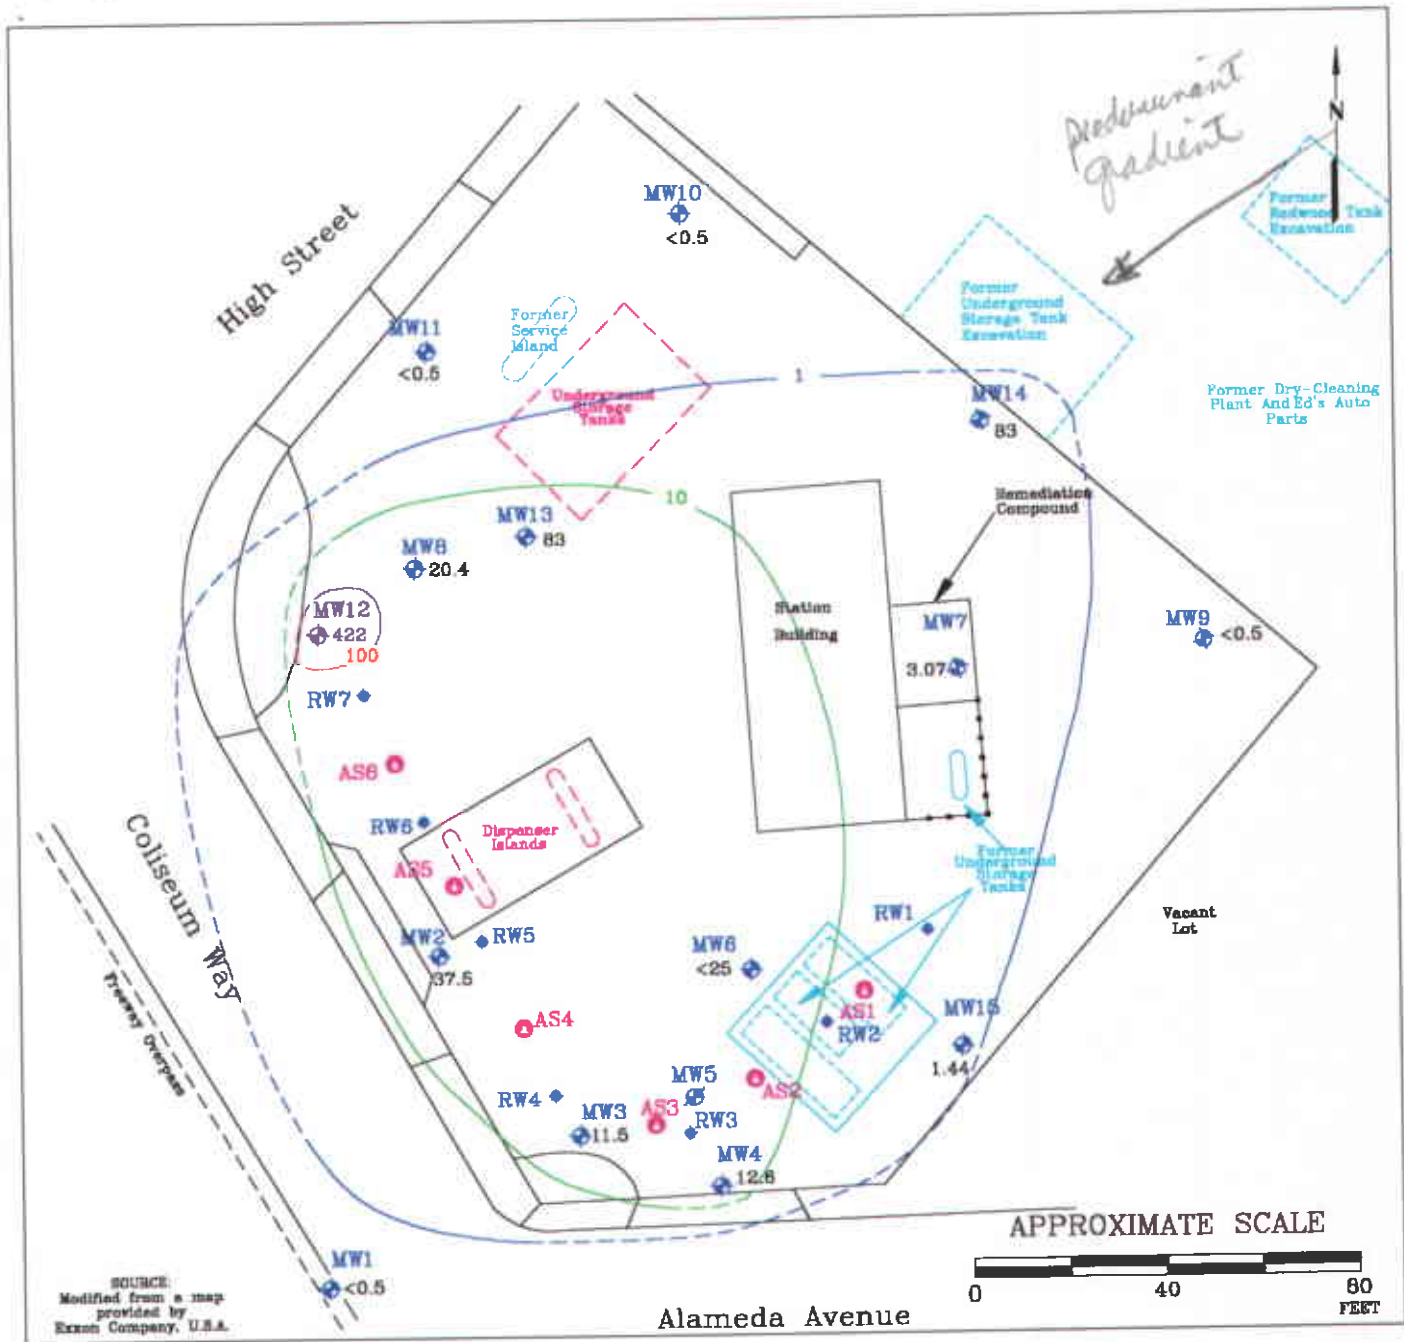 predominant
gradient
N
Former
Redwood Tank
Excavation
MW10
<0.5
High Street
Former
Underground
Storage Tank
Excavation
Former
Service
Island
MW11
<0.5
1
Underground
Storage
Tanks
MW14
83
Former Dry-Cleaning
Plant And Ed's Auto
Parts
10
Remediation
Compound
MW13
83
MW8
20.4
MW12
422
100
Station
Building
MW7
3.07
MW9
<0.5
RW7
AS6
RW6
Dispenser
Islands
AS5
Coliseum Way
Former
Underground
Storage
Tanks
RW1
Vacant
Lot
MW2
37.5
RW5
MW6
<25
AS1
RW2
MW15
1.44
AS4
Freeway Overpass
MW5
AS2
RW4
MW3
11.5
AS3
RW3
MW4
12.6
APPROXIMATE SCALE
0
40
80
FEET
MW1
<0.5
SOURCE:
Modified from a map
provided by
Exxon Company, U.S.A.
Alameda Avenue